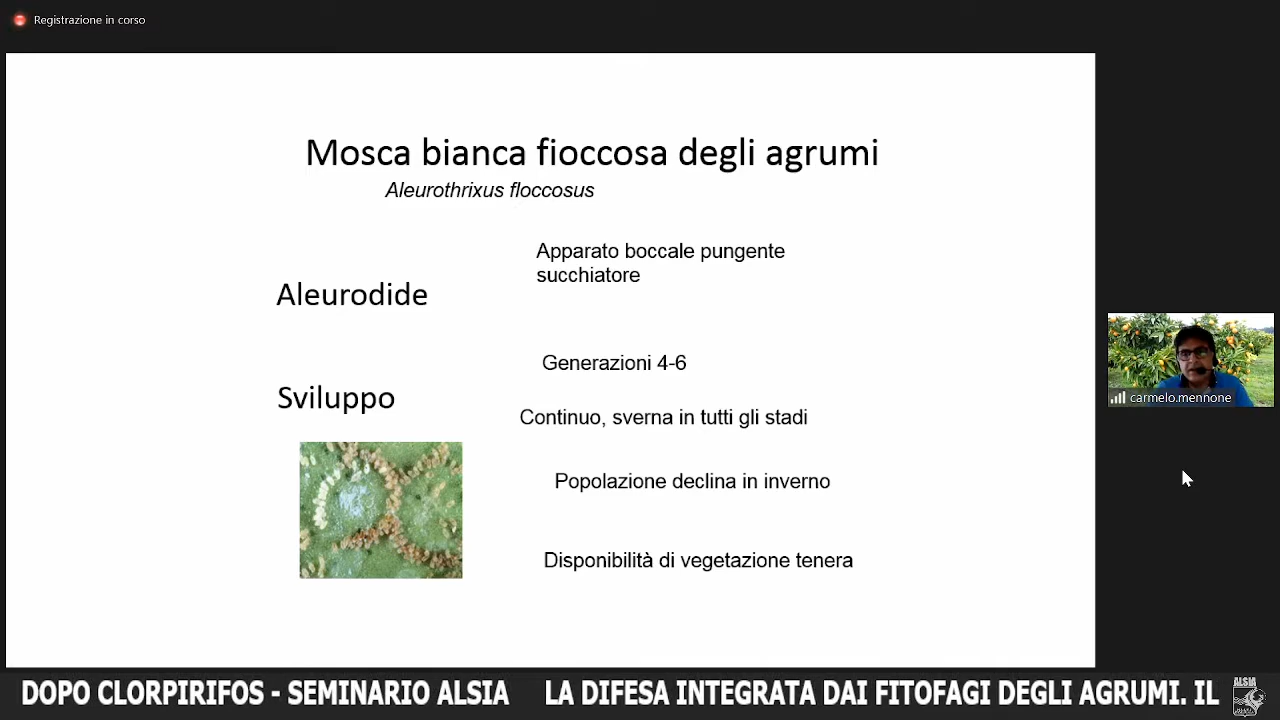 Registrazione in corso
Mosca bianca fioccosa degli agrumi
Aleurothrixus floccosus
Apparato boccale pungente
succhiatore
Aleurodide
Generazioni 4-6
Sviluppo
Continuo, sverna in tutti gli stadi
Popolazione declina in inverno
Disponibilità di vegetazione tenera
carmelo.mennone
DOPO CLORPIRIFOS - SEMINARIO ALSIA LA DIFESA INTEGRATA DAI FITOFAGI DEGLI AGRUMI. IL
ALSIA